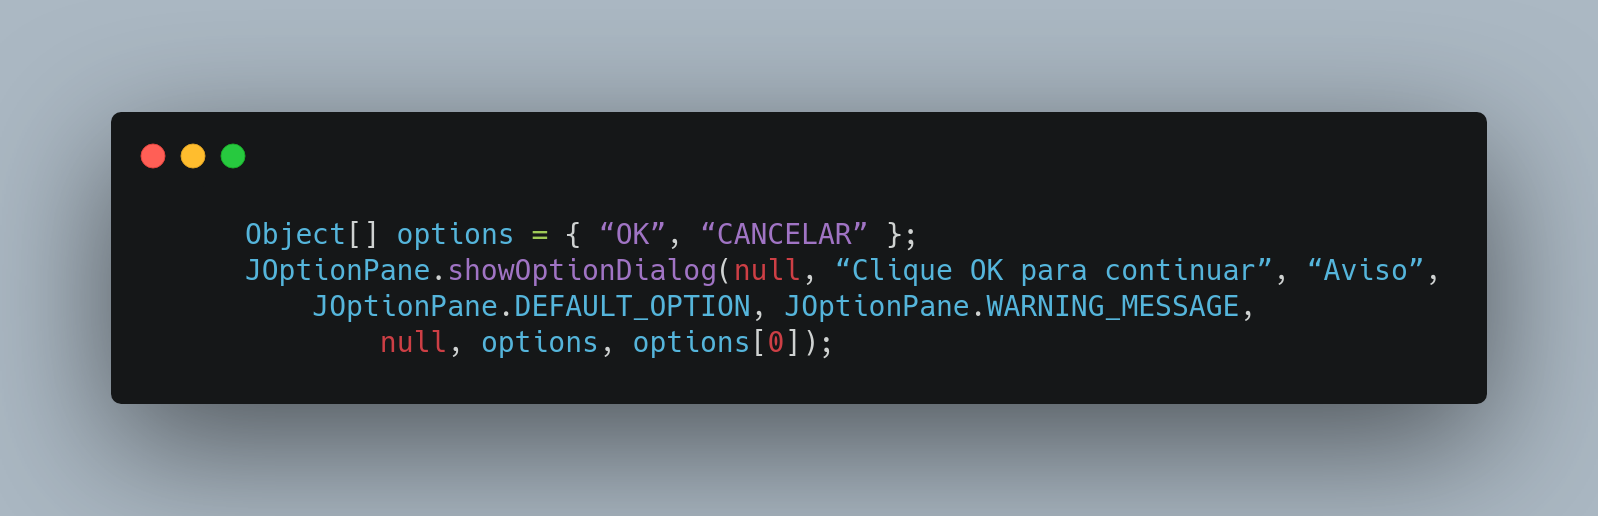 Object[] options = { “OK”, “CANCELAR” };
JOptionPane.showOptionDialog(null, “Clique OK para continuar”, “Aviso”,
JOptionPane.DEFAULT_OPTION, JOptionPane.WARNING_MESSAGE,
null, options, options[0]);